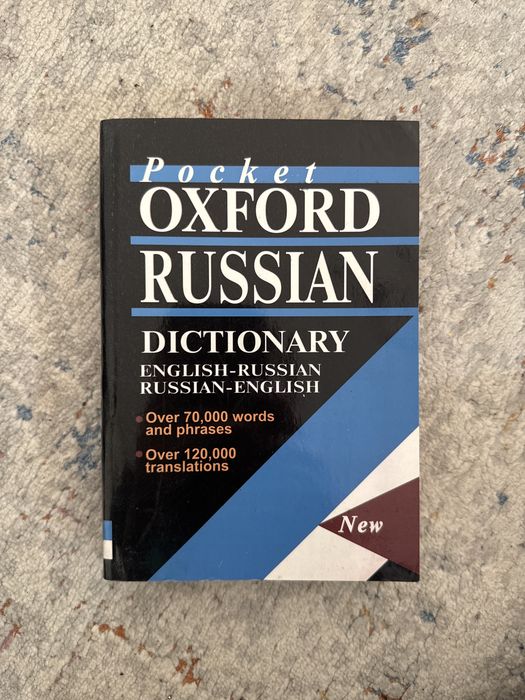 Pocket
OXFORD
RUSSIAN
DICTIONARY
ENGLISH-RUSSIAN
RUSSIAN-ENGLISH
• Over 70,000 words
and phrases
• Over 120,000
translations
New